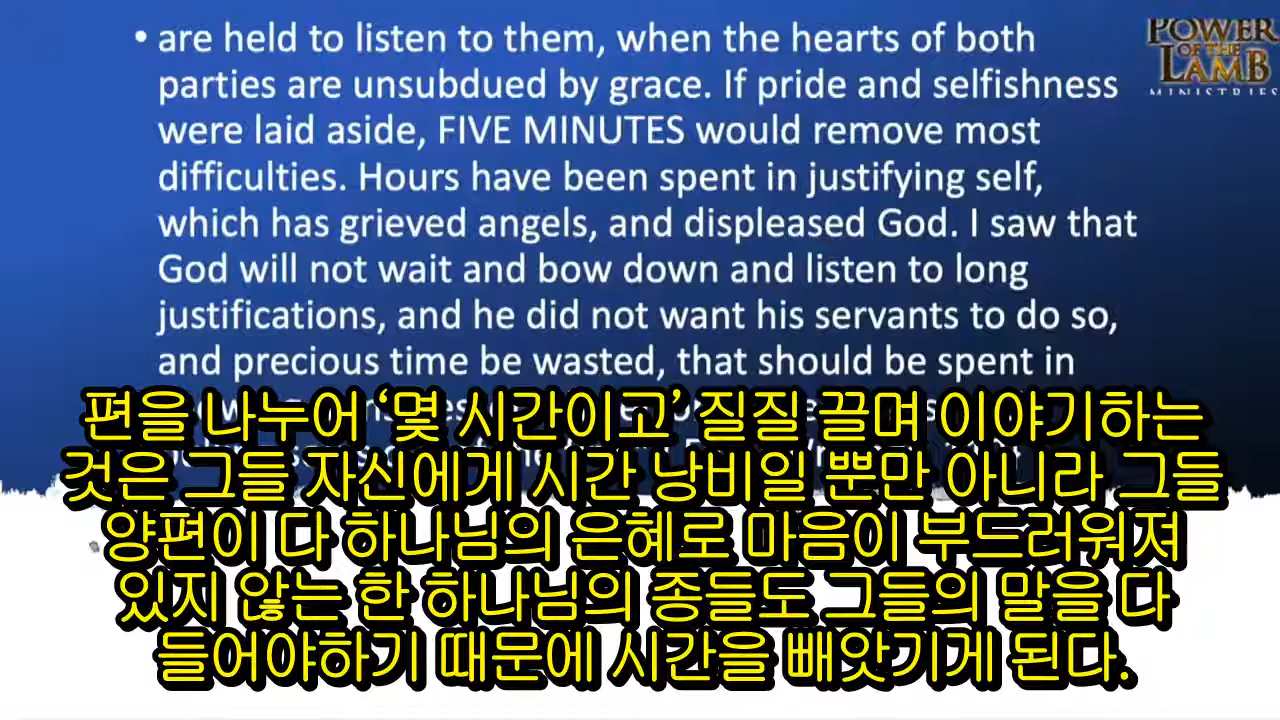 • are held to listen to them, when the hearts of both
parties are unsubdued by grace. If pride and selfishness
were laid aside, FIVE MINUTES would remove most
difficulties. Hours have been spent in justifying self,
which has grieved angels, and displeased God. I saw that
God will not wait and bow down and listen to long
justifications, and he did not want his servants to do so,
and precious time be wasted, that should be spent in
POWER
OF THE
LAMB
MINISTRIES
편을 나누어 ‘몇 시간이고’ 질질 끌며 이야기하는
것은 그들 자신에게 시간 낭비일 뿐만 아니라 그들
양편이 다 하나님의 은혜로 마음이 부드러워져
있지 않는 한 하나님의 종들도 그들의 말을 다
들어야하기 때문에 시간을 빼앗기게 된다.